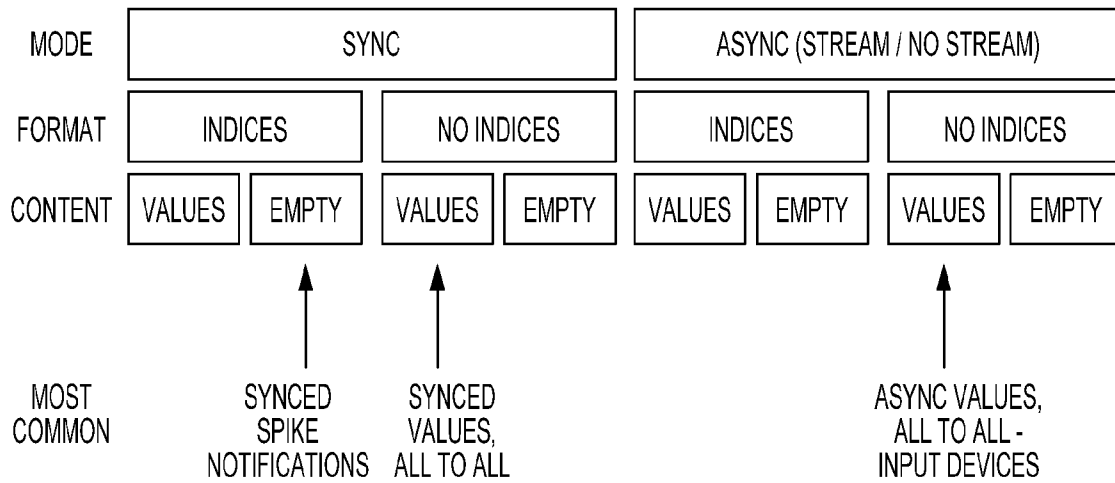 MODE SYNC ASYNC (STREAM / NO STREAM)
FORMAT INDICES NO INDICES INDICES NO INDICES
CONTENT VALUES EMPTY VALUES EMPTY VALUES EMPTY VALUES EMPTY
MOST COMMON
SYNCED
SPIKE
NOTIFICATIONS
SYNCED
VALUES,
ALL TO ALL
ASYNC VALUES,
ALL TO ALL -
INPUT DEVICES